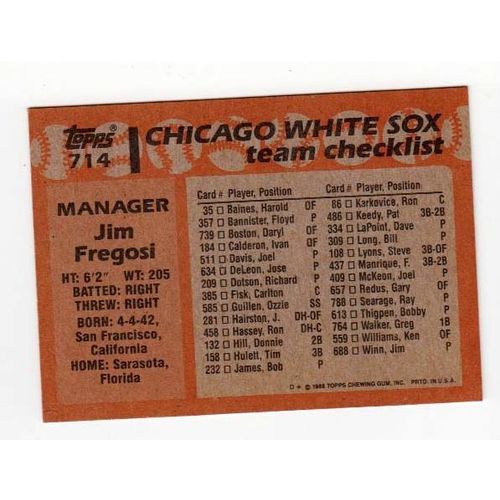 Topps®
714
CHICAGO WHITE SOX
team checklist
MANAGER
Jim
Fregosi
HT: 6'2" WT: 205
BATTED: RIGHT
THREW: RIGHT
BORN: 4-4-42,
San Francisco,
California
HOME: Sarasota,
Florida
Card # Player, Position
35 □ Baines, Harold OF
357 □ Bannister, Floyd P
739 □ Boston, Daryl OF
184 □ Calderon, Ivan OF
511 □ Davis, Joel P
634 □ DeLeon, Jose P
209 □ Dotson, Richard P
385 □ Fisk, Carlton C
585 □ Guillen, Ozzie SS
281 □ Hairston, J. DH-OF
458 □ Hassey, Ron DH-C
132 □ Hill, Donnie 2B
158 □ Hulett, Tim 3B
232 □ James, Bob P
Card # Player, Position
86 □ Karkovice, Ron C
486 □ Keedy, Pat 3B-2B
334 □ LaPoint, Dave P
309 □ Long, Bill P
108 □ Lyons, Steve 3B-OF
437 □ Manrique, F. 3B-2B
409 □ McKeon, Joel P
657 □ Redus, Gary OF
788 □ Searage, Ray P
613 □ Thigpen, Bobby P
764 □ Walker, Greg 1B
559 □ Williams, Ken OF
688 □ Winn, Jim P
D * © 1988 TOPPS CHEWING GUM, INC. PRTD. IN U.S.A.